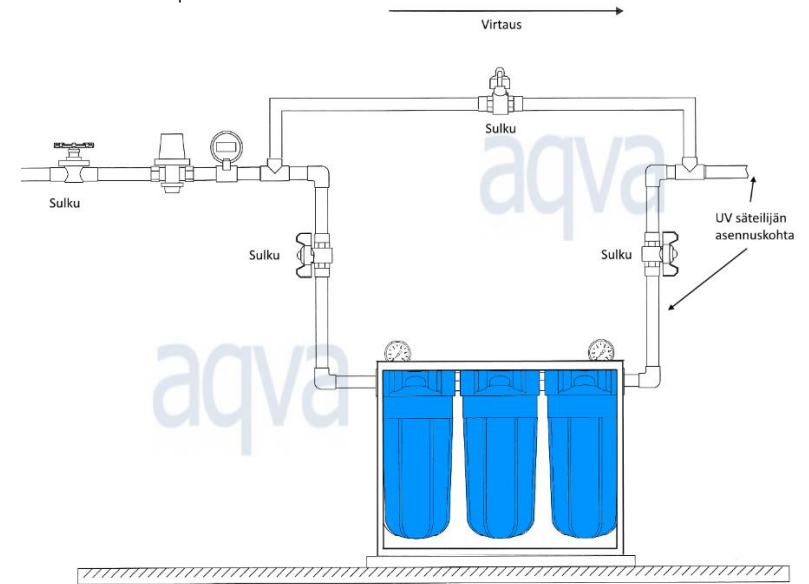 Virtaus
Sulku
aqva
Sulku
UV säteilijän
asennuskohta
Sulku
Sulku
aqva